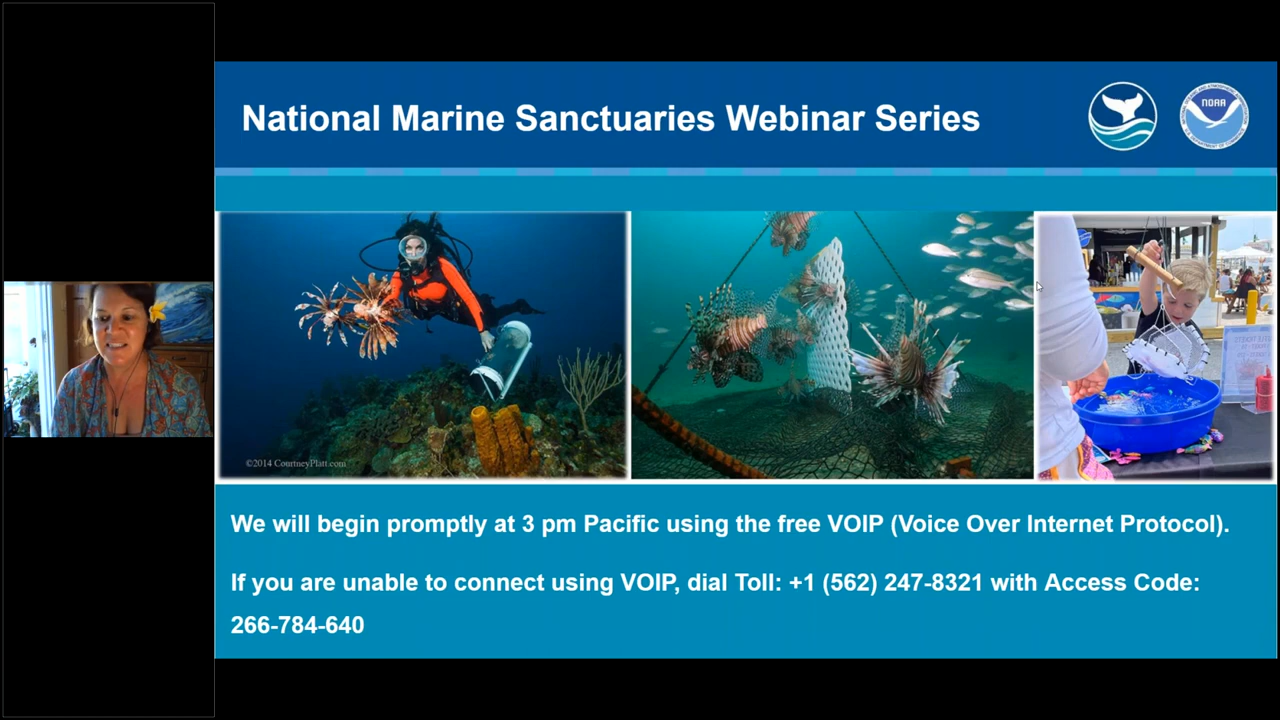 National Marine Sanctuaries Webinar Series
NOAA
©2014 CourtneyPlatt.com
We will begin promptly at 3 pm Pacific using the free VOIP (Voice Over Internet Protocol).
If you are unable to connect using VOIP, dial Toll: +1 (562) 247-8321 with Access Code:
266-784-640